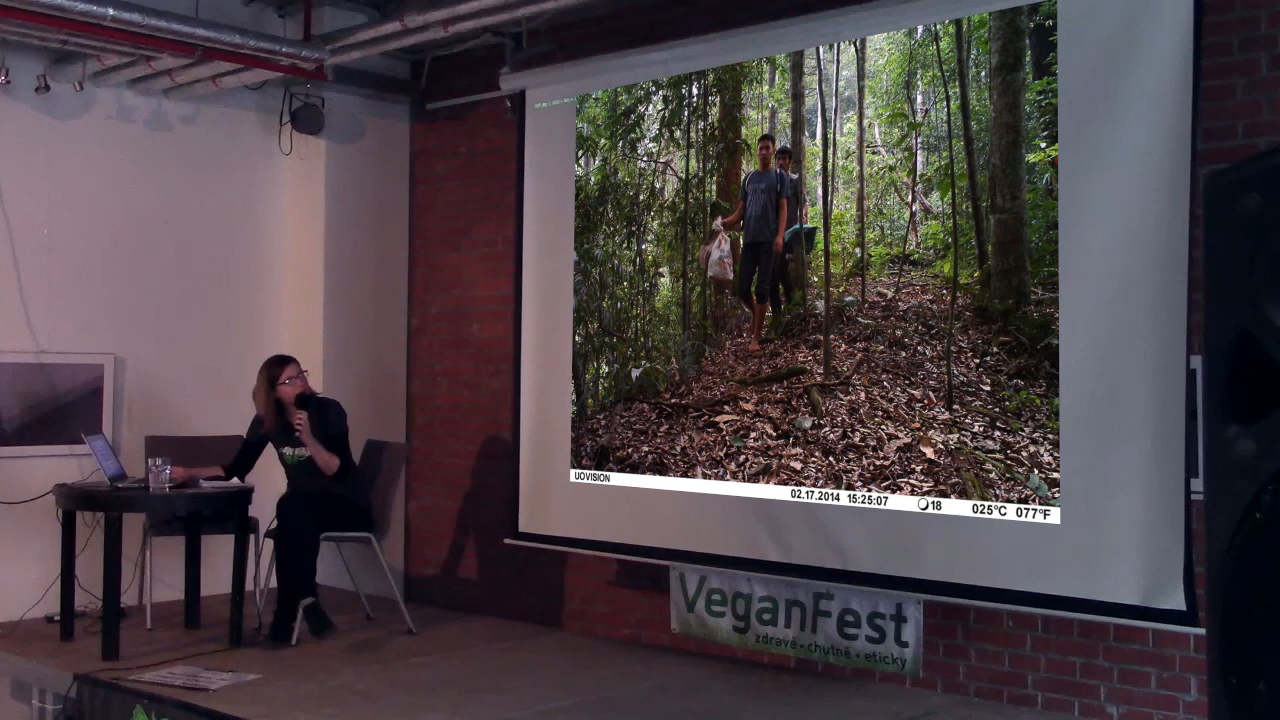 UOVISION
02.17.2014 15:25:07 18 025°C 077°F
VeganFest
zdravě • chutně • eticky